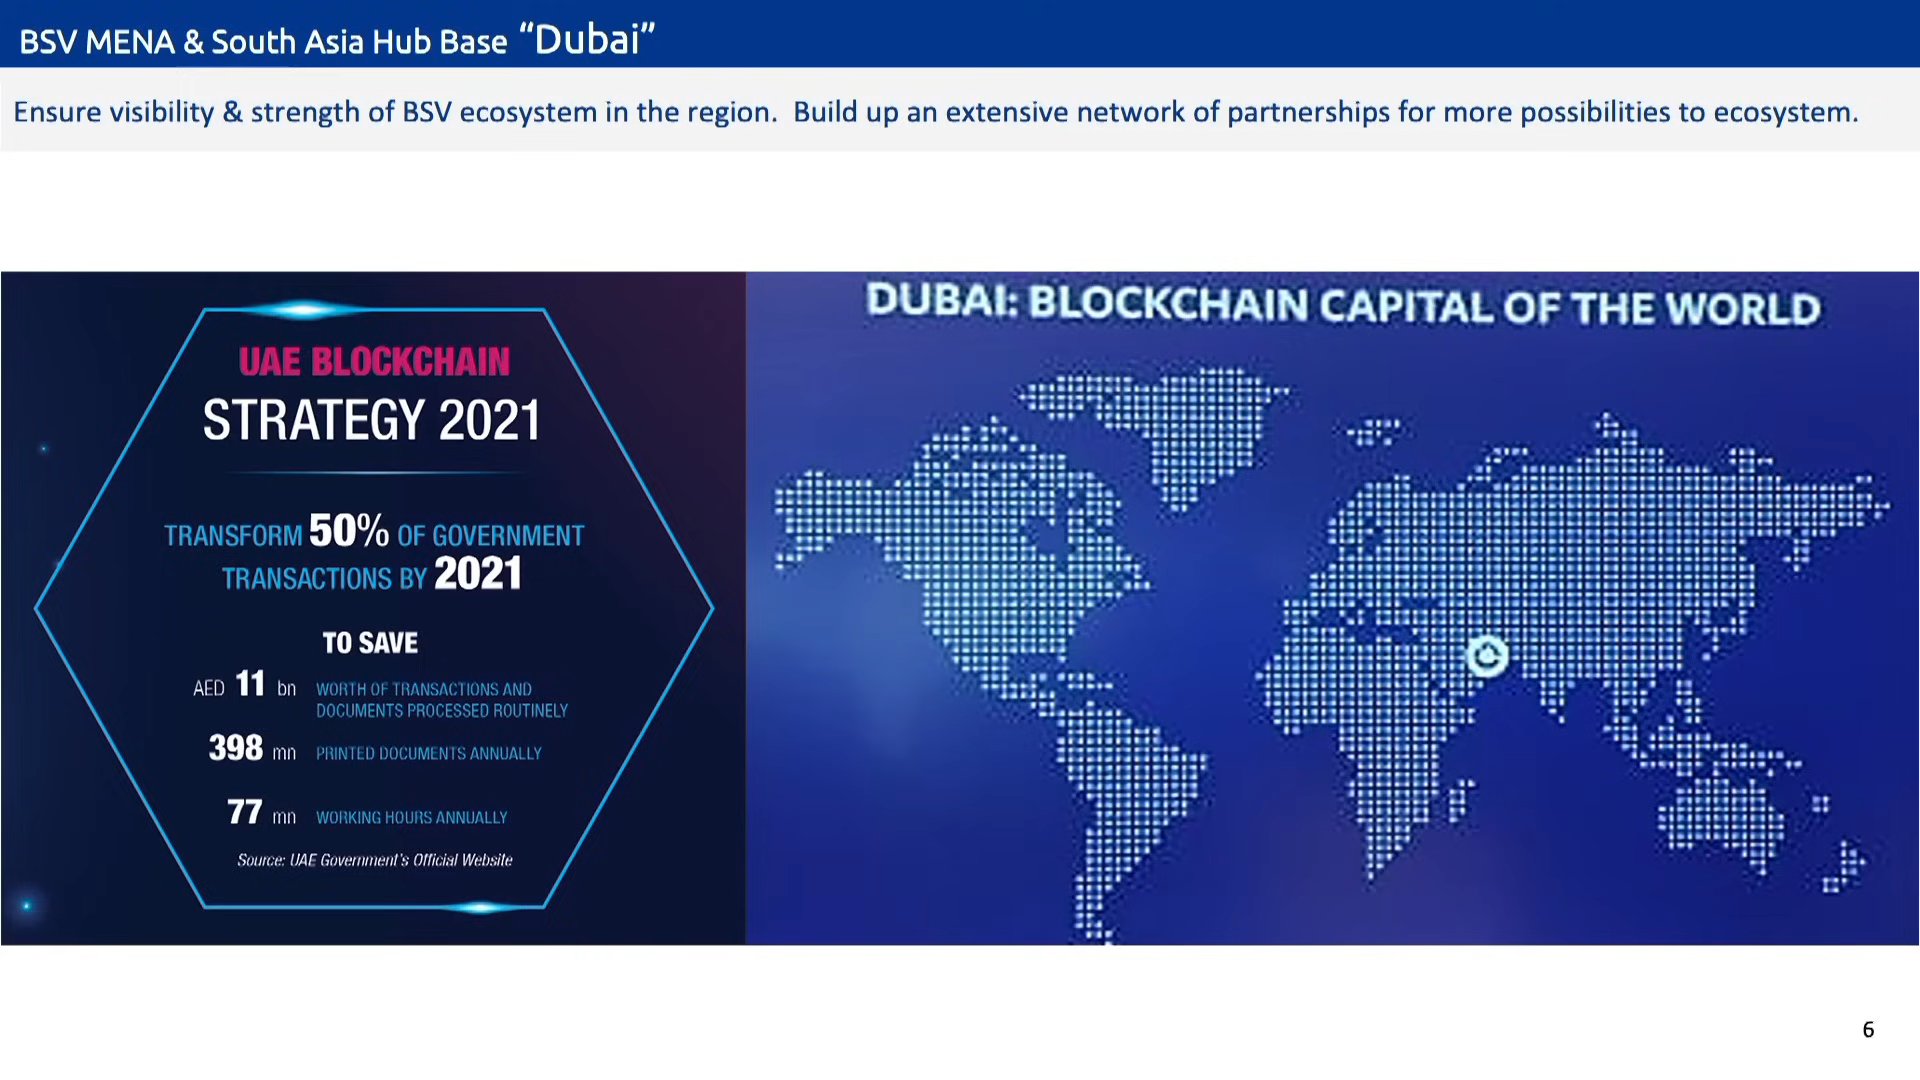 BSV MENA & South Asia Hub Base “Dubai”
Ensure visibility & strength of BSV ecosystem in the region.  Build up an extensive network of partnerships for more possibilities to ecosystem.
UAE BLOCKCHAIN
STRATEGY 2021
TRANSFORM 50% OF GOVERNMENT
TRANSACTIONS BY 2021
TO SAVE
AED 11 bn WORTH OF TRANSACTIONS AND
DOCUMENTS PROCESSED ROUTINELY
398 mn PRINTED DOCUMENTS ANNUALLY
77 mn WORKING HOURS ANNUALLY
Source: UAE Government's Official Website
DUBAI: BLOCKCHAIN CAPITAL OF THE WORLD
6